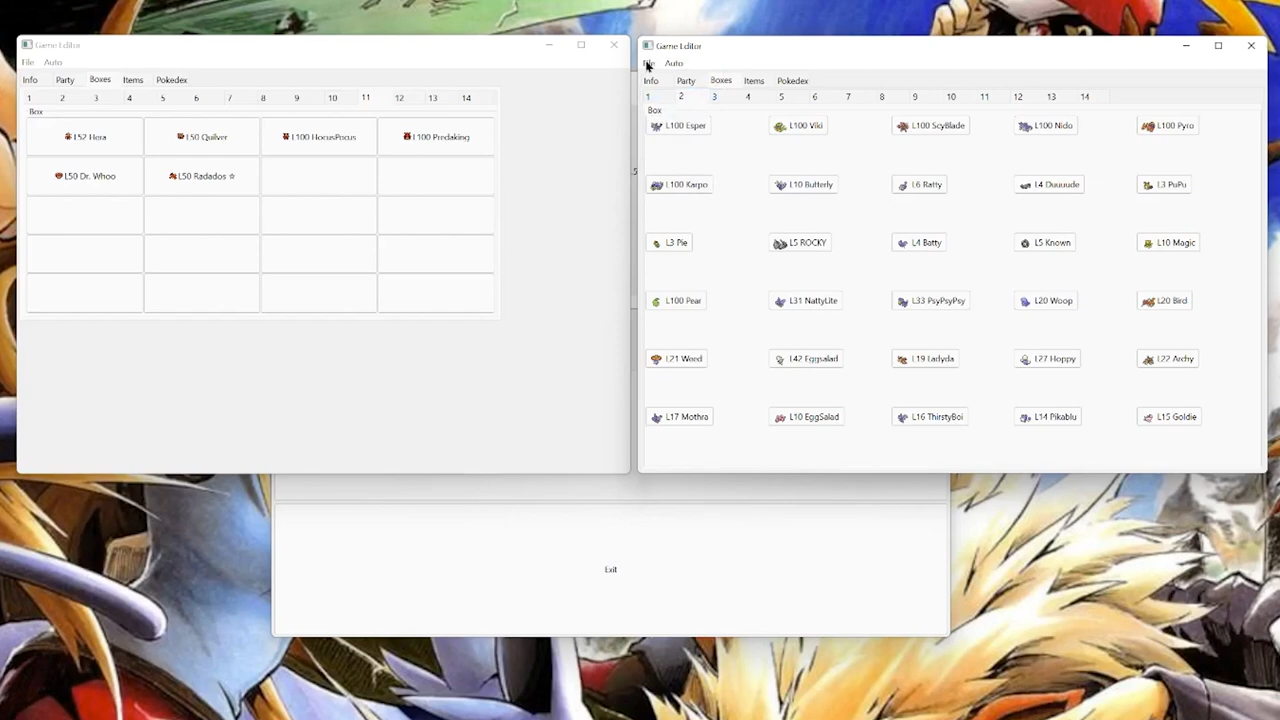 Game Editor
File Auto
Info Party Boxes Items Pokedex
1 2 3 4 5 6 7 8 9 10 11 12 13 14
Box
L52 Hera L50 Quilver L100 HocusPocus L100 Predaking
L50 Dr. Whoo L50 Radados ☆
Game Editor
File Auto
Info Party Boxes Items Pokedex
1 2 3 4 5 6 7 8 9 10 11 12 13 14
Box
L100 Esper L100 Viki L100 ScyBlade L100 Nido L100 Pyro
L100 Karpo L10 Butterly L6 Ratty L4 Duuuude L3 PuPu
L3 Pie L5 ROCKY L4 Batty L5 Known L10 Magic
L100 Pear L31 NattyLite L33 PsyPsyPsy L20 Woop L20 Bird
L21 Weed L42 Eggsalad L19 Ladyda L27 Hoppy L22 Archy
L17 Mothra L10 EggSalad L16 ThirstyBoi L14 Pikablu L15 Goldie
Exit